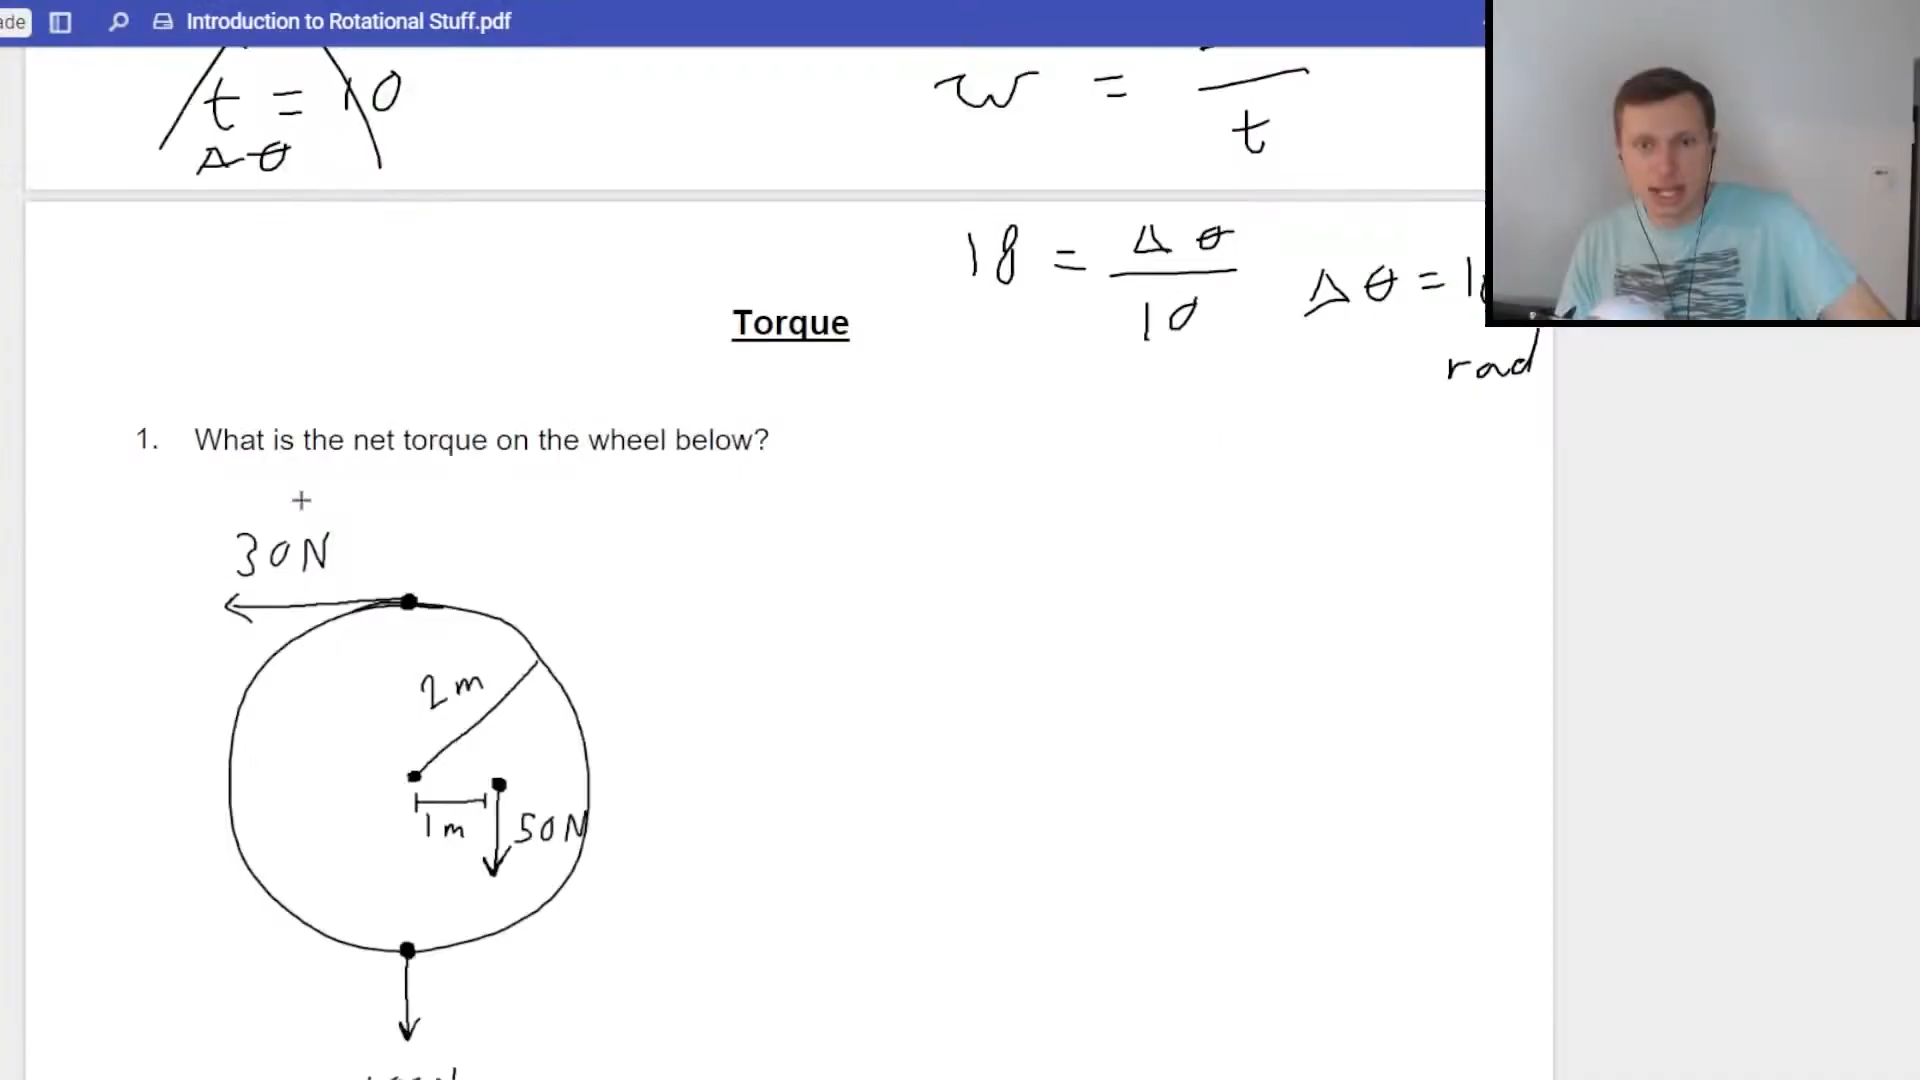 ade Introduction to Rotational Stuff.pdf
t = 10
Δθ
w = / t
18 = Δθ / 10
Δθ = 1
rad
Torque
1. What is the net torque on the wheel below?
30N
2m
1m
50N